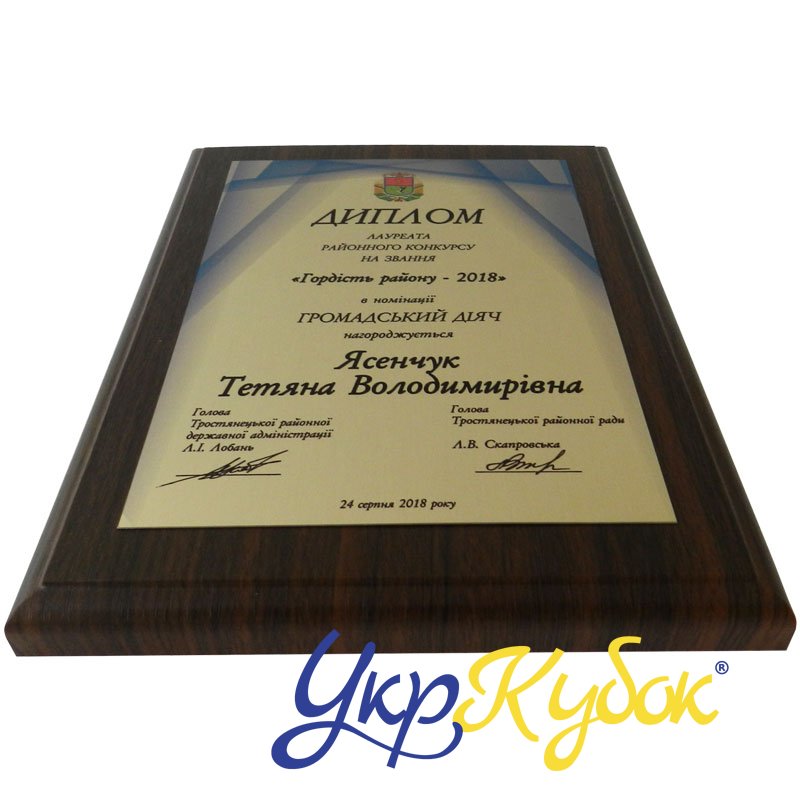 ДИПЛОМ
ЛАУРЕАТА
РАЙОННОГО КОНКУРСУ
НА ЗВАННЯ
«Гордість району - 2018»
в номінації
ГРОМАДСЬКИЙ ДІЯЧ
нагороджується
Ясенчук
Тетяна Володимирівна
Голова
Тростянецької районної
державної адміністрації
Л.І. Лобань
Голова
Тростянецької районної ради
Л.В. Скапровська
24 серпня 2018 року
УкрКубок®